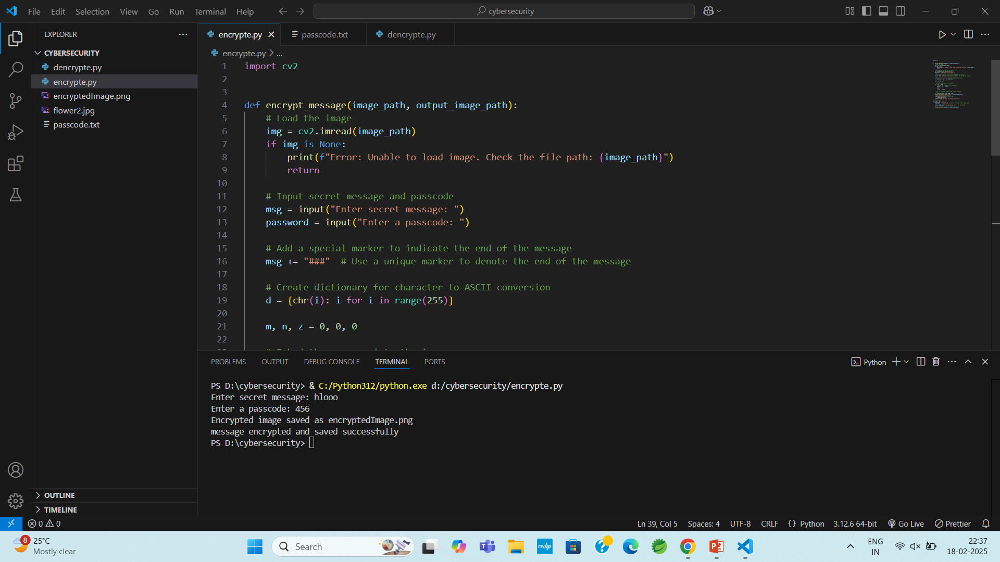 File Edit Selection View Go Run Terminal Help
cybersecurity
EXPLORER
CYBERSECURITY
dencrypte.py
encrypte.py
encryptedImage.png
flower2.jpg
passcode.txt
OUTLINE
TIMELINE
encrypte.py passcode.txt dencrypte.py
encrypte.py > ...
1 import cv2
2
3
4 def encrypt_message(image_path, output_image_path):
5 # Load the image
6 img = cv2.imread(image_path)
7 if img is None:
8 print(f"Error: Unable to load image. Check the file path: {image_path}")
9 return
10
11 # Input secret message and passcode
12 msg = input("Enter secret message: ")
13 password = input("Enter a passcode: ")
14
15 # Add a special marker to indicate the end of the message
16 msg += "###"  # Use a unique marker to denote the end of the message
17
18 # Create dictionary for character-to-ASCII conversion
19 d = {chr(i): i for i in range(255)}
20
21 m, n, z = 0, 0, 0
22
PROBLEMS OUTPUT DEBUG CONSOLE TERMINAL PORTS
Python
PS D:\cybersecurity> & C:/Python312/python.exe d:/cybersecurity/encrypte.py
Enter secret message: hlooo
Enter a passcode: 456
Encrypted image saved as encryptedImage.png
message encrypted and saved successfully
PS D:\cybersecurity>
0 0
Ln 39, Col 5 Spaces: 4 UTF-8 CRLF {} Python 3.12.6 64-bit Go Live Prettier
8
25°C
Mostly clear
Search
myhp
ENG
IN
22:37
18-02-2025